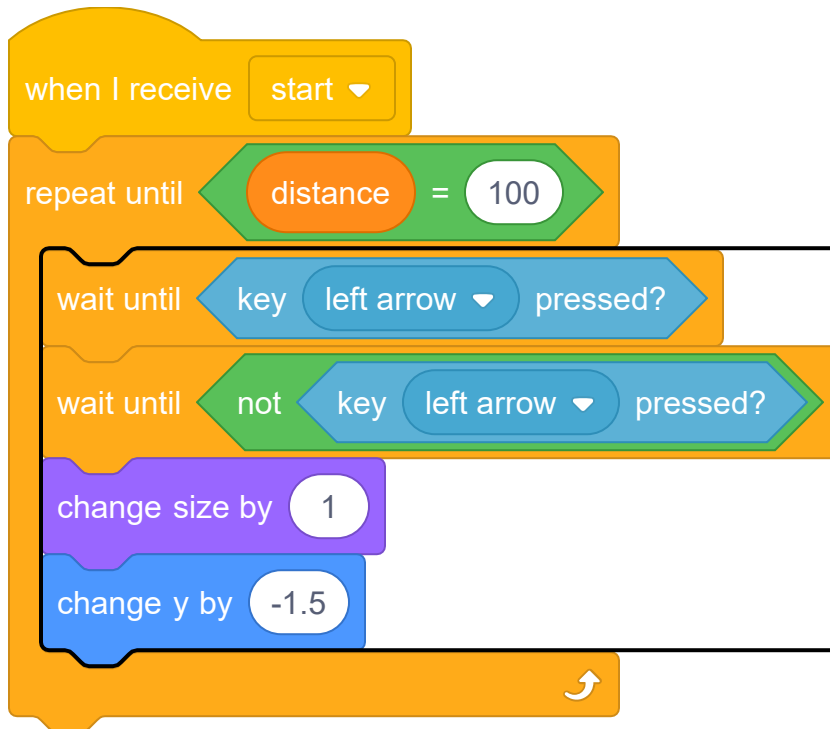 when I receive start
repeat until distance = 100
wait until key left arrow pressed?
wait until not key left arrow pressed?
change size by 1
change y by -1.5